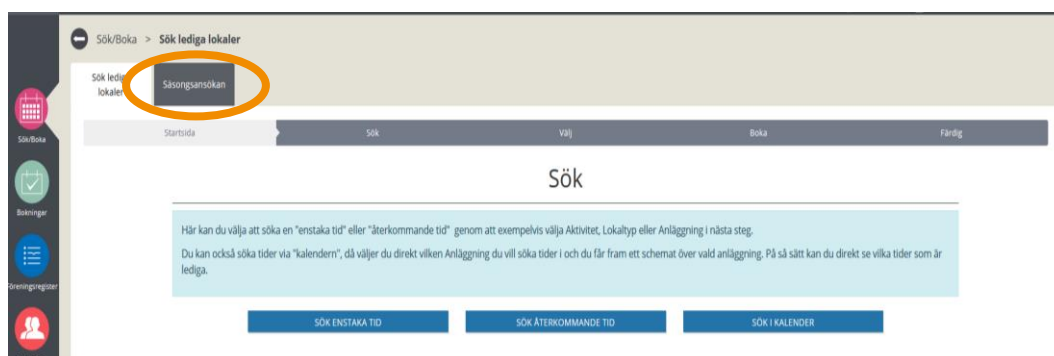 Sök/Boka > Sök lediga lokaler
Sök
lokaler
Säsongsansökan
Startsida Sök Välj Boka Färdig
Sök/Boka
Bokningar
Föreningsregister
Sök
Här kan du välja att söka en "enstaka tid" eller "återkommande tid" genom att exempelvis välja Aktivitet, Lokaltyp eller Anläggning i nästa steg.
Du kan också söka tider via "kalendern", då väljer du direkt vilken Anläggning du vill söka tider i och du får fram ett schemat över vald anläggning. På så sätt kan du direkt se vilka tider som är
lediga.
SÖK ENSTAKA TID SÖK ÅTERKOMMANDE TID SÖK I KALENDER